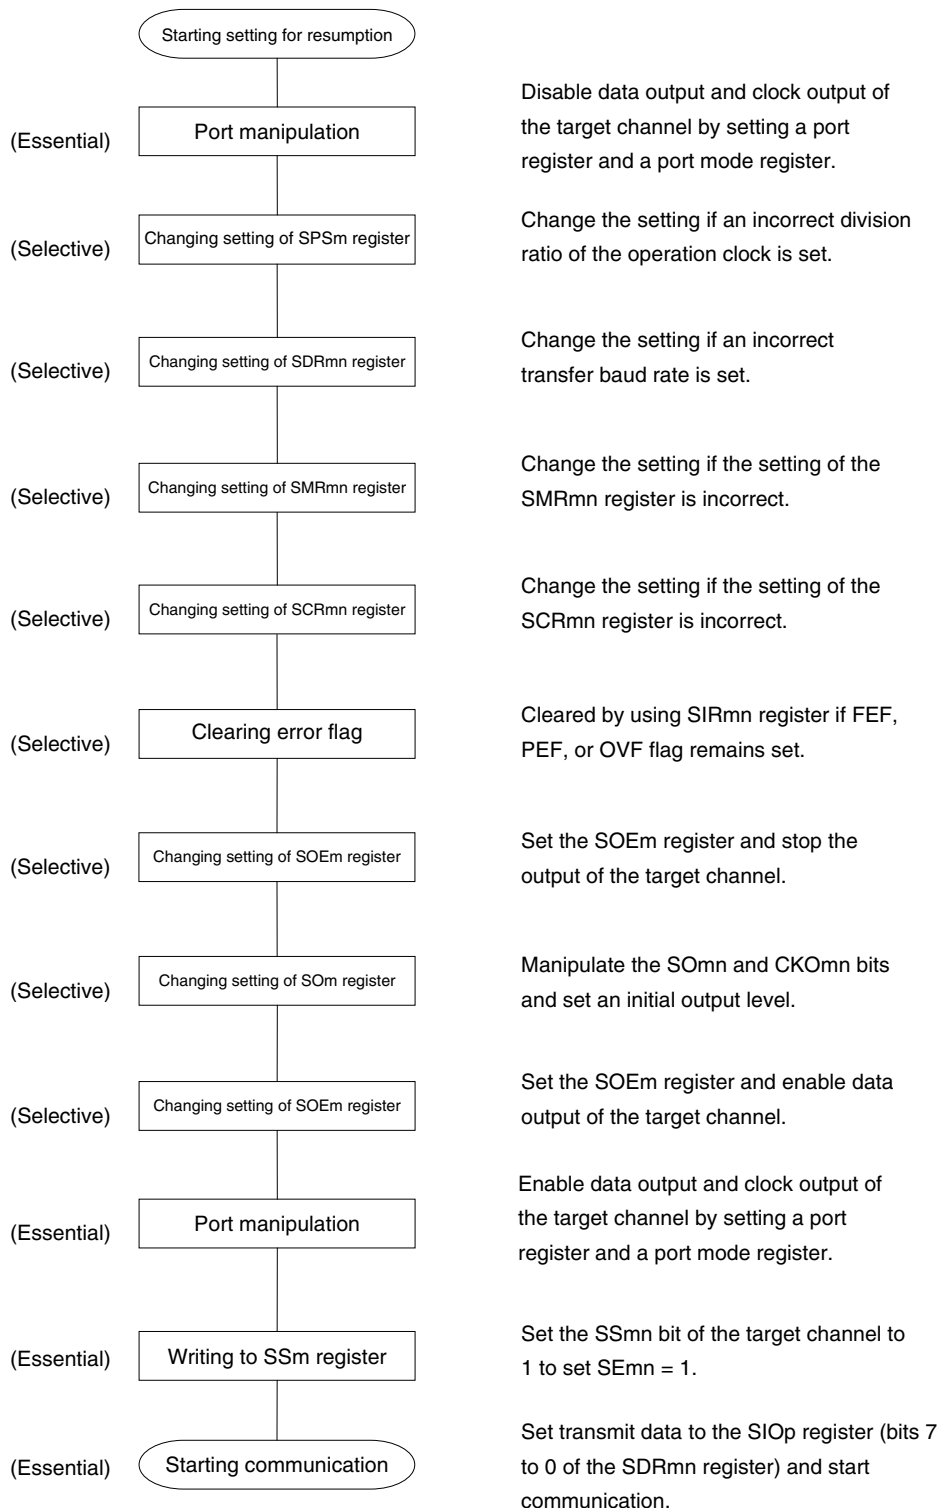 Starting setting for resumption
(Essential)
Port manipulation
Disable data output and clock output of
the target channel by setting a port
register and a port mode register.
(Selective)
Changing setting of SPSm register
Change the setting if an incorrect division
ratio of the operation clock is set.
(Selective)
Changing setting of SDRmn register
Change the setting if an incorrect
transfer baud rate is set.
(Selective)
Changing setting of SMRmn register
Change the setting if the setting of the
SMRmn register is incorrect.
(Selective)
Changing setting of SCRmn register
Change the setting if the setting of the
SCRmn register is incorrect.
(Selective)
Clearing error flag
Cleared by using SIRmn register if FEF,
PEF, or OVF flag remains set.
(Selective)
Changing setting of SOEm register
Set the SOEm register and stop the
output of the target channel.
(Selective)
Changing setting of SOm register
Manipulate the SOmn and CKOmn bits
and set an initial output level.
(Selective)
Changing setting of SOEm register
Set the SOEm register and enable data
output of the target channel.
(Essential)
Port manipulation
Enable data output and clock output of
the target channel by setting a port
register and a port mode register.
(Essential)
Writing to SSm register
Set the SSmn bit of the target channel to
1 to set SEmn = 1.
(Essential)
Starting communication
Set transmit data to the SIOp register (bits 7
to 0 of the SDRmn register) and start
communication.